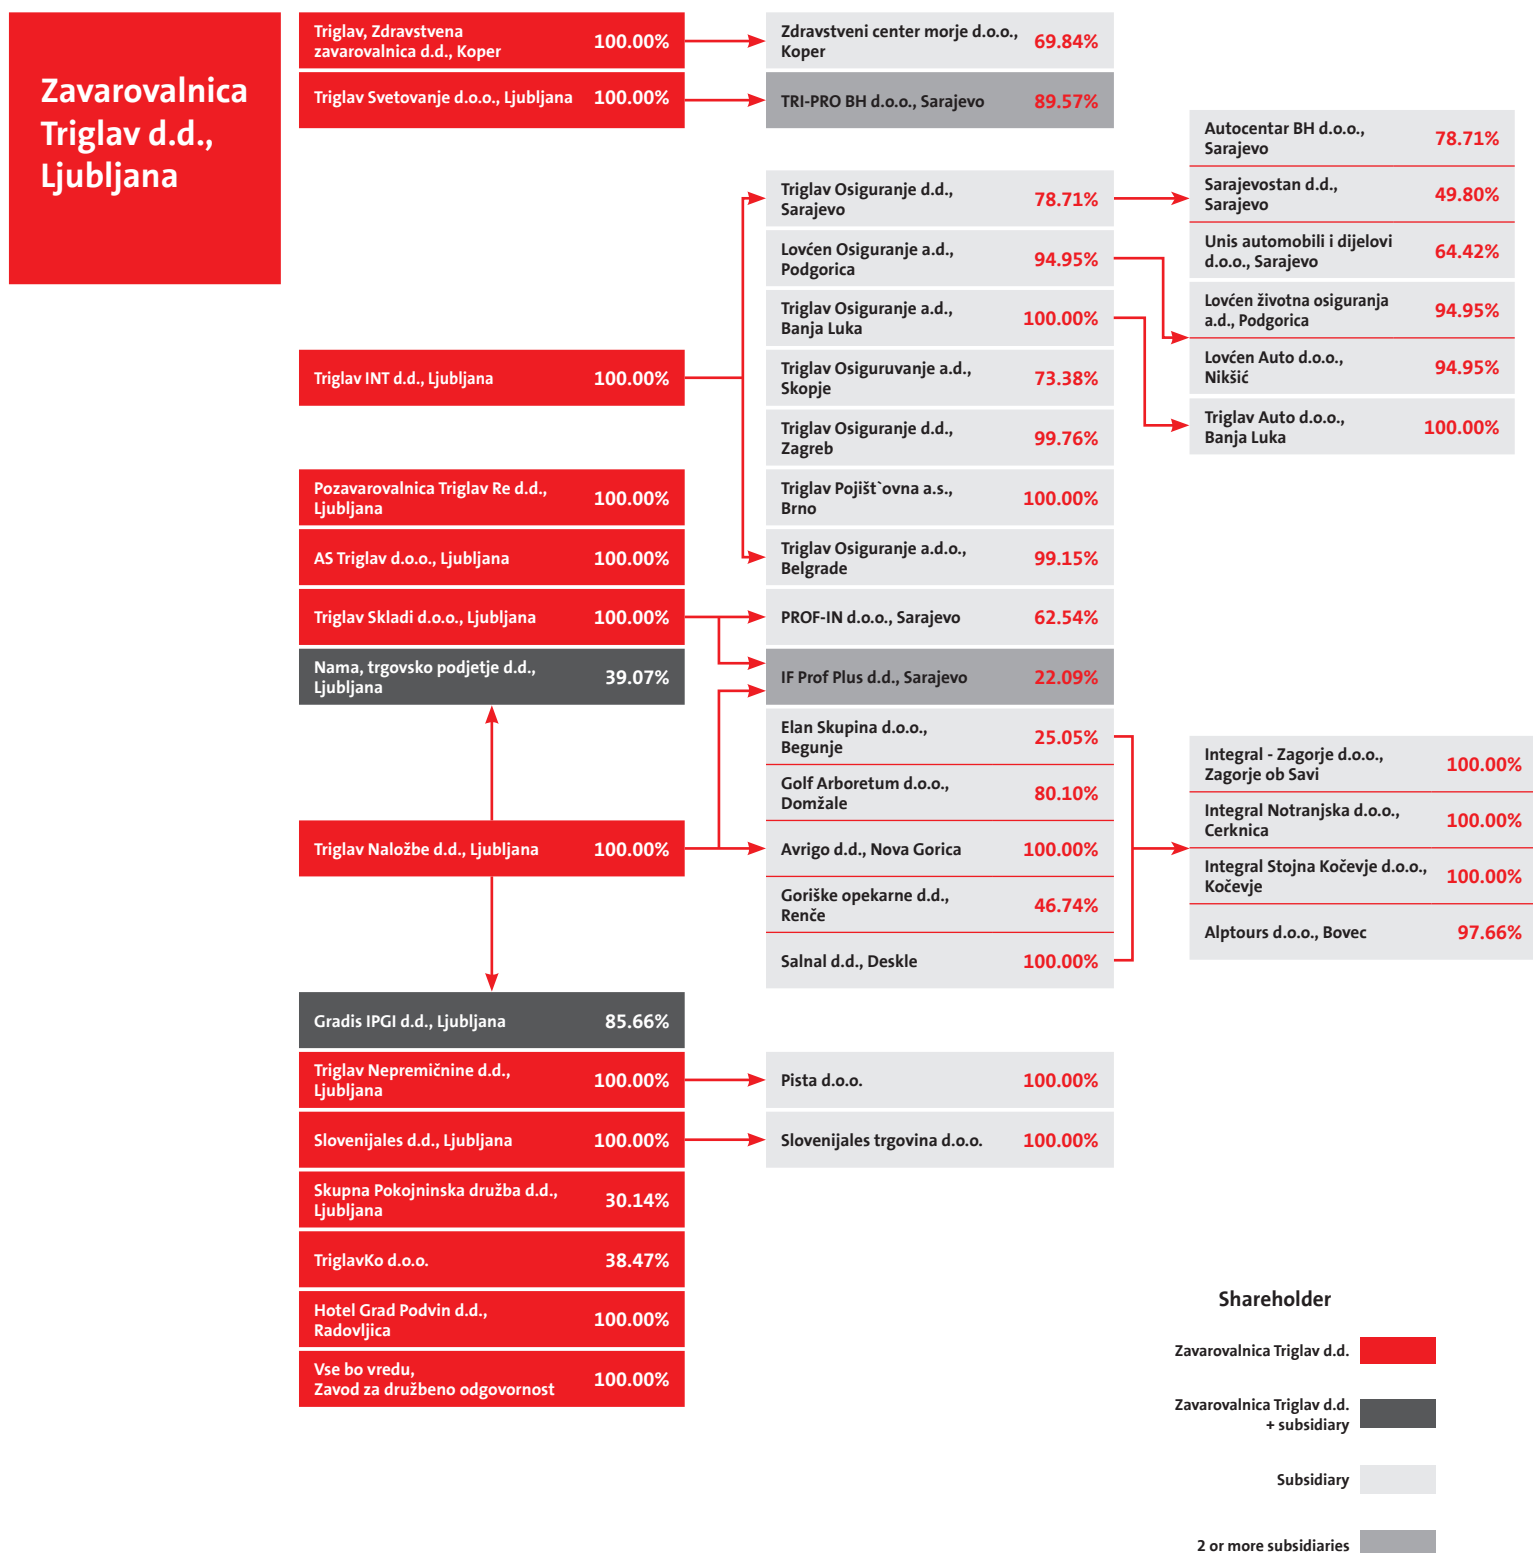 Zavarovalnica
Triglav d.d.,
Ljubljana
Triglav, Zdravstvena
zavarovalnica d.d., Koper
100.00%
Triglav Svetovanje d.o.o., Ljubljana
100.00%
Triglav INT d.d., Ljubljana
100.00%
Pozavarovalnica Triglav Re d.d.,
Ljubljana
100.00%
AS Triglav d.o.o., Ljubljana
100.00%
Triglav Skladi d.o.o., Ljubljana
100.00%
Nama, trgovsko podjetje d.d.,
Ljubljana
39.07%
Triglav Naložbe d.d., Ljubljana
100.00%
Gradis IPGI d.d., Ljubljana
85.66%
Triglav Nepremičnine d.d.,
Ljubljana
100.00%
Slovenijales d.d., Ljubljana
100.00%
Skupna Pokojninska družba d.d.,
Ljubljana
30.14%
TriglavKo d.o.o.
38.47%
Hotel Grad Podvin d.d.,
Radovljica
100.00%
Vse bo vredu,
Zavod za družbeno odgovornost
100.00%
Zdravstveni center morje d.o.o.,
Koper
69.84%
TRI-PRO BH d.o.o., Sarajevo
89.57%
Triglav Osiguranje d.d.,
Sarajevo
78.71%
Lovćen Osiguranje a.d.,
Podgorica
94.95%
Triglav Osiguranje a.d.,
Banja Luka
100.00%
Triglav Osiguruvanje a.d.,
Skopje
73.38%
Triglav Osiguranje d.d.,
Zagreb
99.76%
Triglav Pojišt`ovna a.s.,
Brno
100.00%
Triglav Osiguranje a.d.o.,
Belgrade
99.15%
PROF-IN d.o.o., Sarajevo
62.54%
IF Prof Plus d.d., Sarajevo
22.09%
Elan Skupina d.o.o.,
Begunje
25.05%
Golf Arboretum d.o.o.,
Domžale
80.10%
Avrigo d.d., Nova Gorica
100.00%
Goriške opekarne d.d.,
Renče
46.74%
Salnal d.d., Deskle
100.00%
Pista d.o.o.
100.00%
Slovenijales trgovina d.o.o.
100.00%
Autocentar BH d.o.o.,
Sarajevo
78.71%
Sarajevostan d.d.,
Sarajevo
49.80%
Unis automobili i dijelovi
d.o.o., Sarajevo
64.42%
Lovćen životna osiguranja
a.d., Podgorica
94.95%
Lovćen Auto d.o.o.,
Nikšić
94.95%
Triglav Auto d.o.o.,
Banja Luka
100.00%
Integral - Zagorje d.o.o.,
Zagorje ob Savi
100.00%
Integral Notranjska d.o.o.,
Cerknica
100.00%
Integral Stojna Kočevje d.o.o.,
Kočevje
100.00%
Alptours d.o.o., Bovec
97.66%
Shareholder
Zavarovalnica Triglav d.d.
Zavarovalnica Triglav d.d.
+ subsidiary
Subsidiary
2 or more subsidiaries